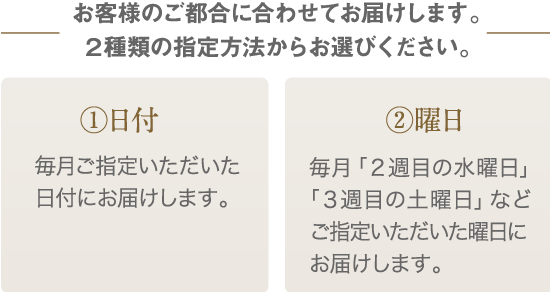 お客様のご都合に合わせてお届けします。
２種類の指定方法からお選びください。
①日付
毎月ご指定いただいた
日付にお届けします。
②曜日
毎月「２週目の水曜日」
「３週目の土曜日」など
ご指定いただいた曜日に
お届けします。